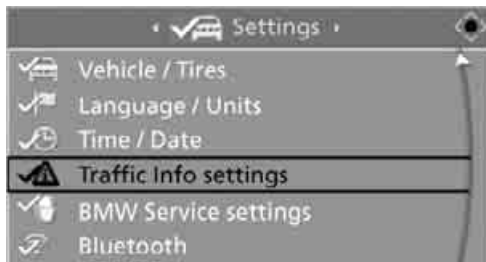 Settings
Vehicle / Tires
Language / Units
Time / Date
Traffic Info settings
BMW Service settings
Bluetooth